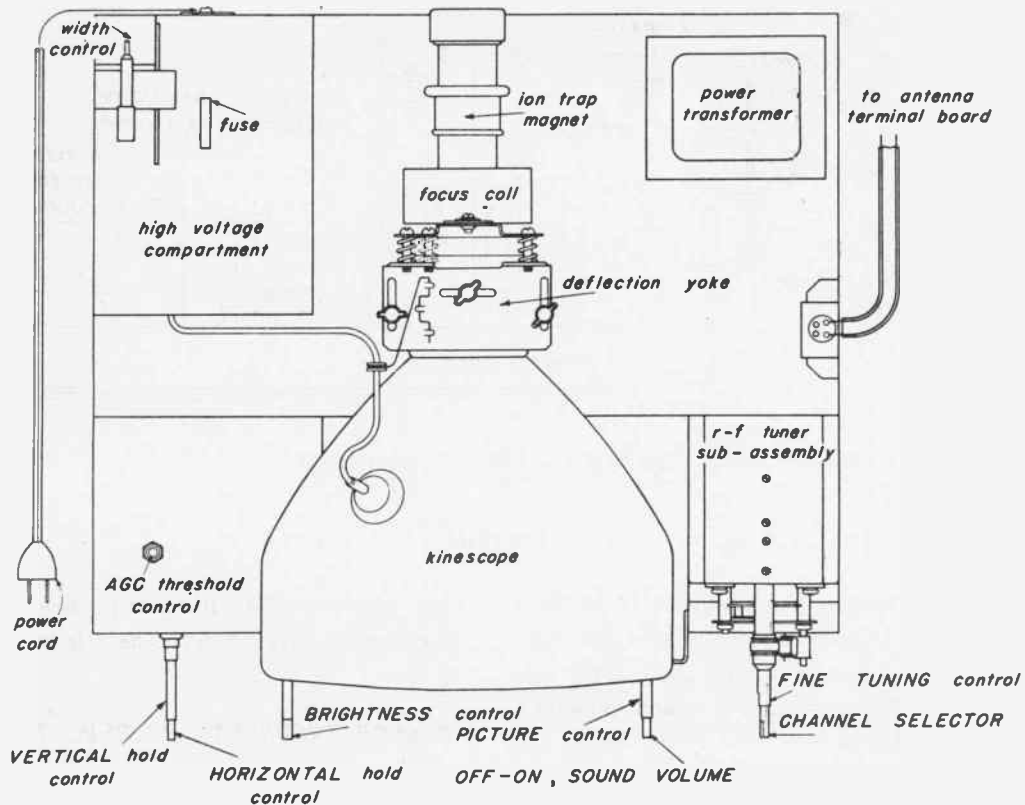 width
control
fuse
ion trap
magnet
power
transformer
to antenna
terminal board
focus coil
high voltage
compartment
deflection yoke
r-f tuner
sub-assembly
kinescope
AGC threshold
control
power
cord
FINE TUNING control
BRIGHTNESS control
PICTURE control
CHANNEL SELECTOR
VERTICAL hold
control
HORIZONTAL hold
control
OFF-ON, SOUND VOLUME